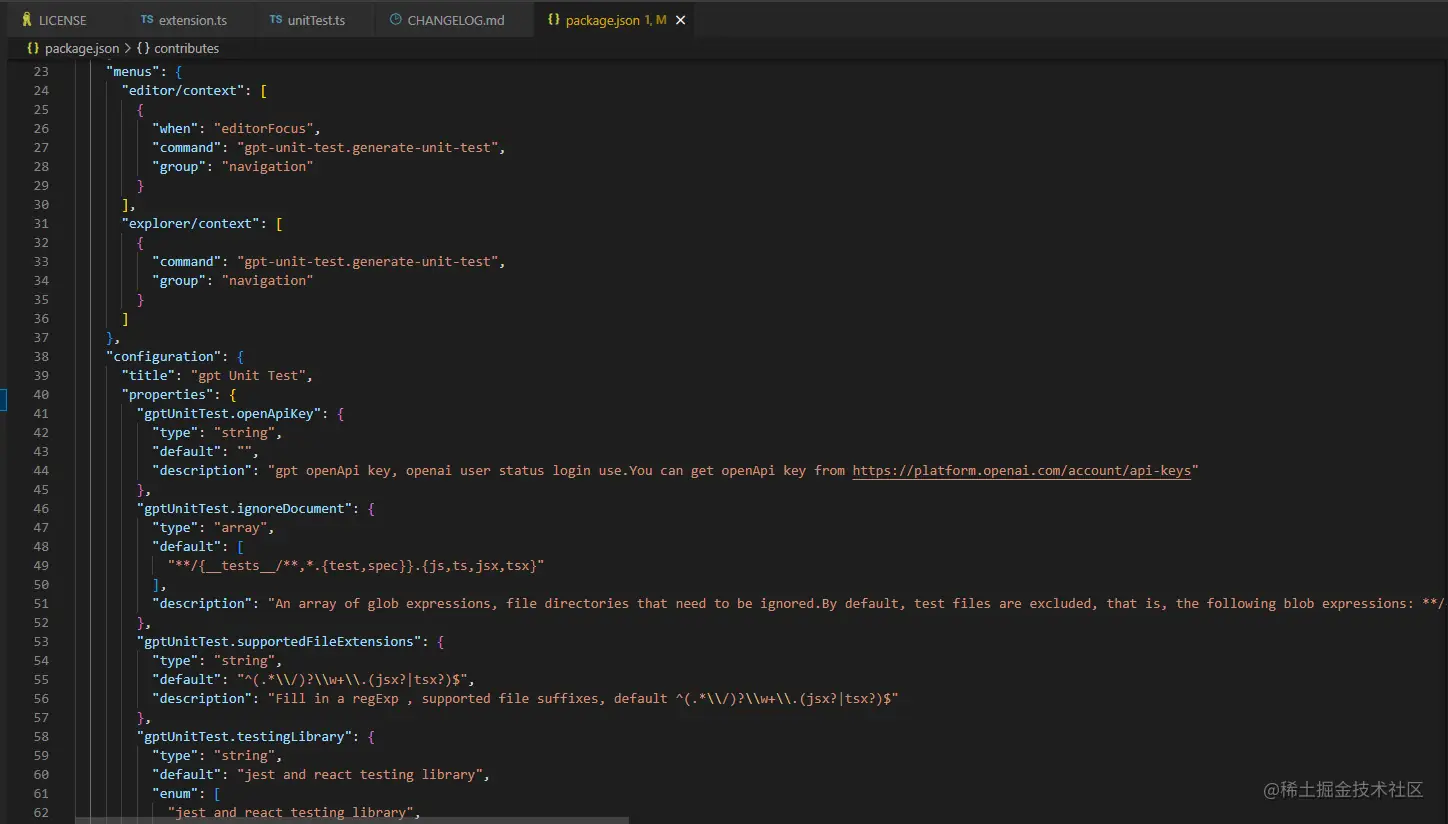 LICENSE TS extension.ts TS unitTest.ts CHANGELOG.md {} package.json 1, M ×
{} package.json > {} contributes
23 "menus": {
24 "editor/context": [
25 {
26 "when": "editorFocus",
27 "command": "gpt-unit-test.generate-unit-test",
28 "group": "navigation"
29 }
30 ],
31 "explorer/context": [
32 {
33 "command": "gpt-unit-test.generate-unit-test",
34 "group": "navigation"
35 }
36 ]
37 },
38 "configuration": {
39 "title": "gpt Unit Test",
40 "properties": {
41 "gptUnitTest.openApiKey": {
42 "type": "string",
43 "default": "",
44 "description": "gpt openApi key, openai user status login use.You can get openApi key from https://platform.openai.com/account/api-keys"
45 },
46 "gptUnitTest.ignoreDocument": {
47 "type": "array",
48 "default": [
49 "**/{__tests__/**,*.{test,spec}}.{js,ts,jsx,tsx}"
50 ],
51 "description": "An array of glob expressions, file directories that need to be ignored.By default, test files are excluded, that is, the following blob expressions: **/
52 },
53 "gptUnitTest.supportedFileExtensions": {
54 "type": "string",
55 "default": "^(.*\\/)?\\w+\\.(jsx?|tsx?)$",
56 "description": "Fill in a regExp , supported file suffixes, default ^(.*\\/)?\\w+\\.(jsx?|tsx?)$"
57 },
58 "gptUnitTest.testingLibrary": {
59 "type": "string",
60 "default": "jest and react testing library",
61 "enum": [
62 "jest and react testing library",
@稀土掘金技术社区